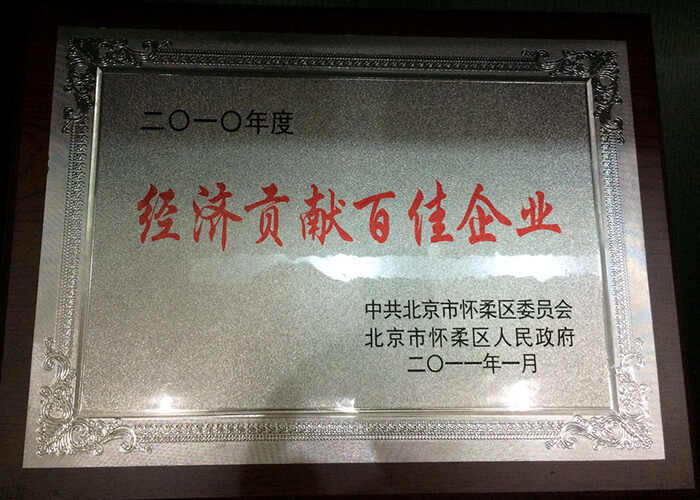 二〇一〇年度
经济贡献百佳企业
中共北京市怀柔区委员会
北京市怀柔区人民政府
二〇一一年一月